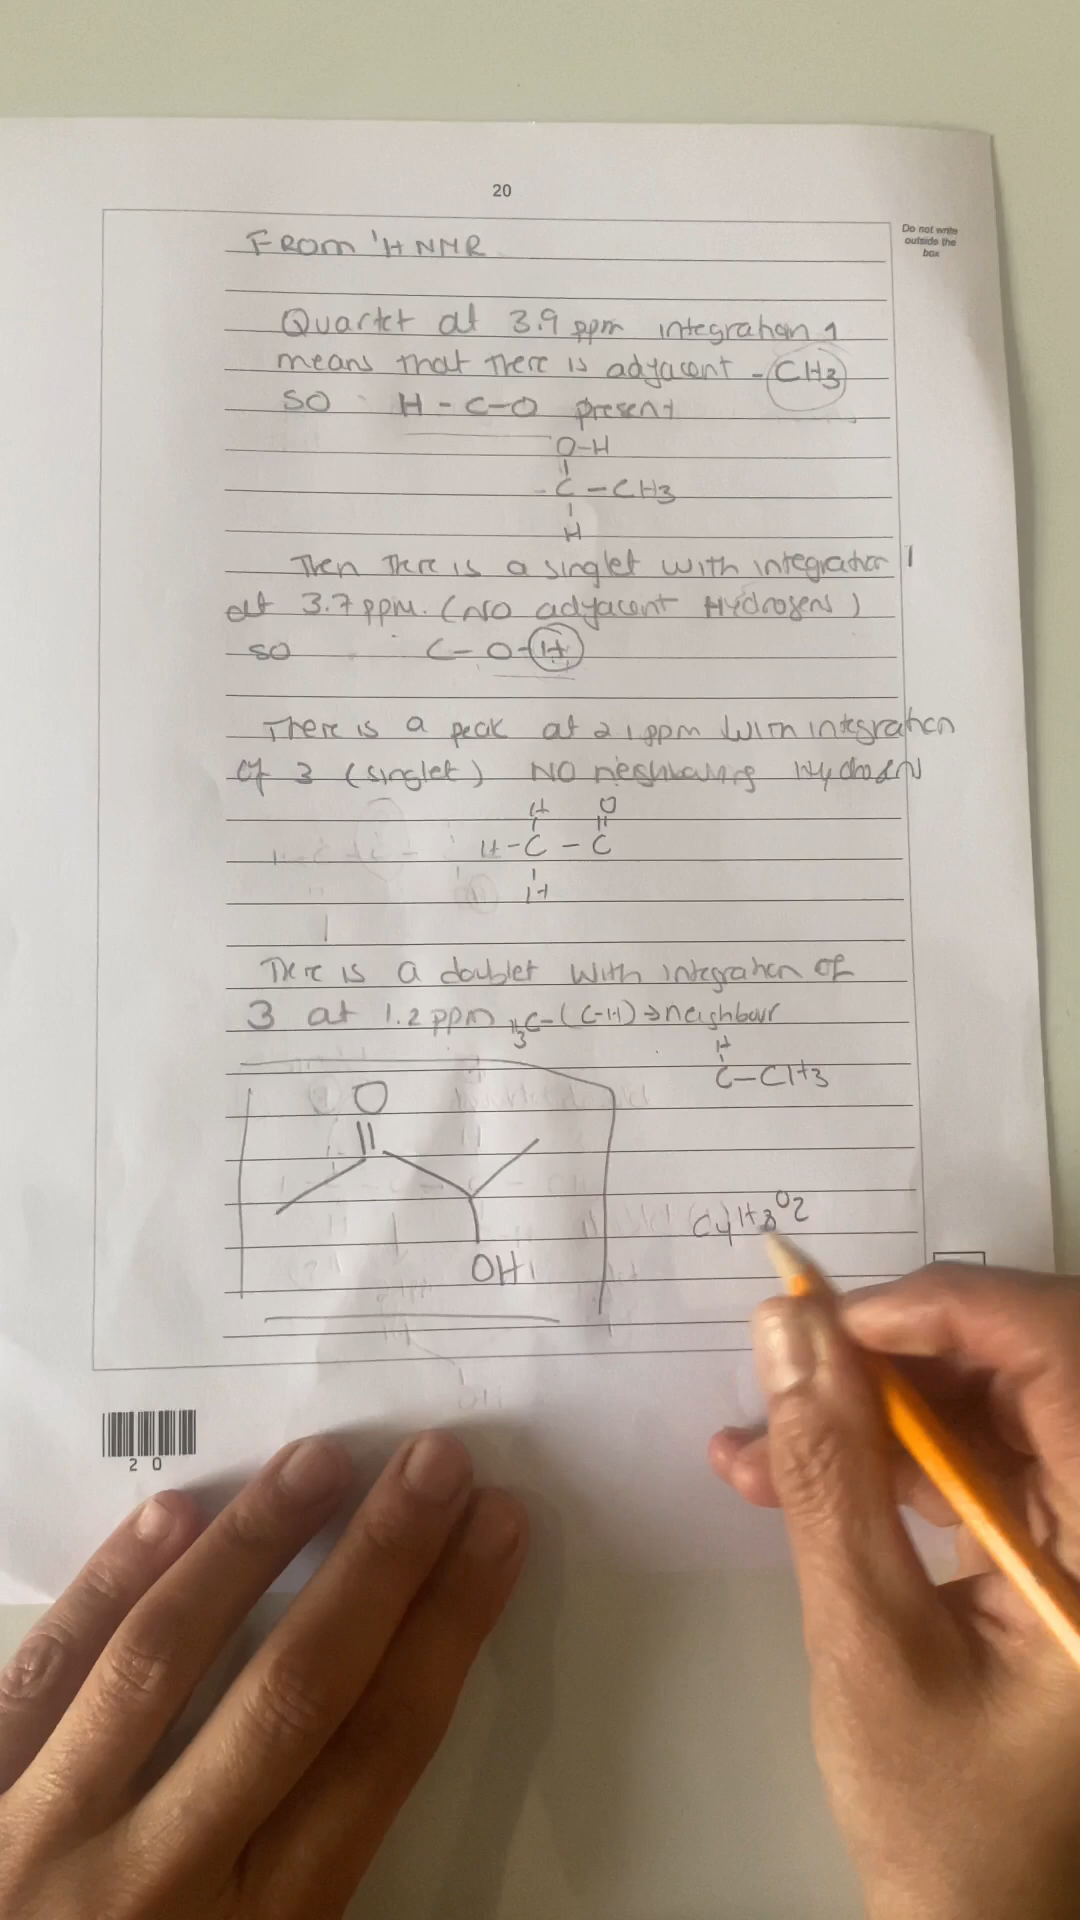 20
Do not write
outside the
box
From 'H NMR
Quartet at 3.9 ppm integration 1
means that there is adjacent - CH3
so H - C-O present
O-H
- C - CH3
H
Then there is a singlet with integration 1
at 3.7 ppm. (NO adjacent Hydrogens)
so C - O - H
There is a peak at 2.1 ppm with integration
of 3 (singlet) NO neighbouring Hydrogens
H O
H - C - C
H
There is a doublet with integration of
3 at 1.2 ppm H3C-(C-H) → neighbour
H
C-CH3
O
C4H8O2
OH
2 0